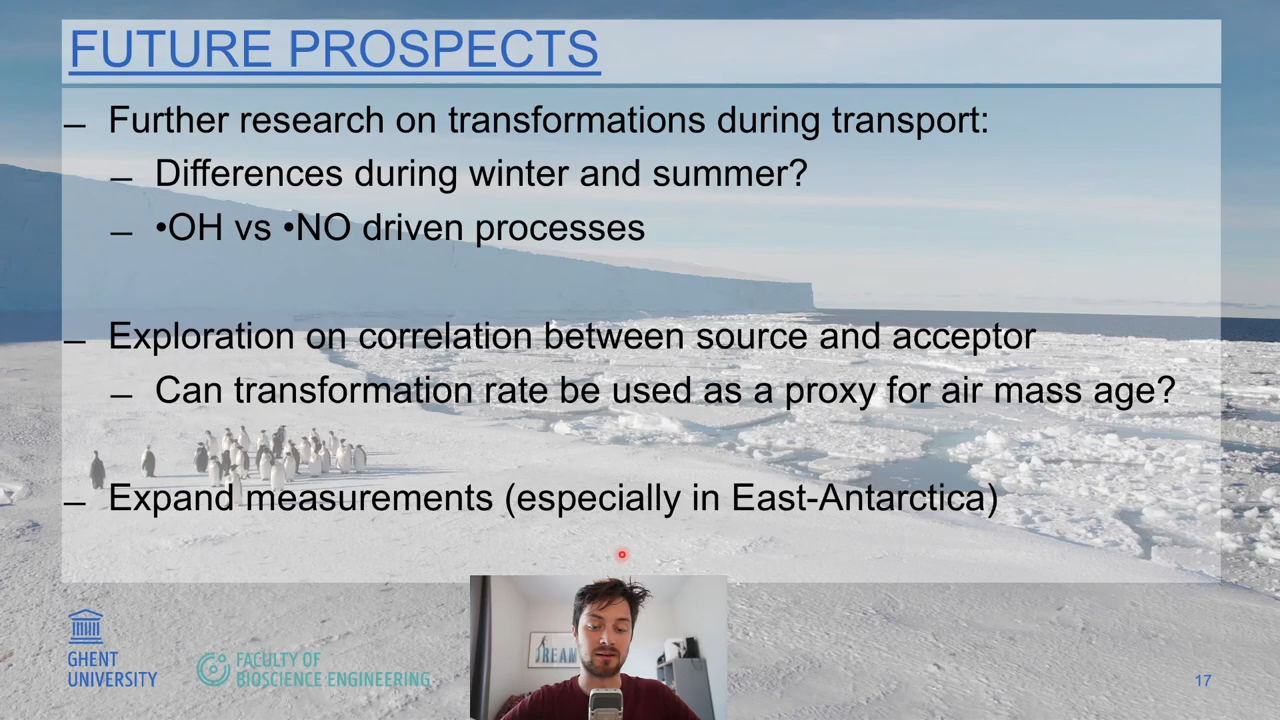 FUTURE PROSPECTS
– Further research on transformations during transport:
– Differences during winter and summer?
– •OH vs •NO driven processes
– Exploration on correlation between source and acceptor
– Can transformation rate be used as a proxy for air mass age?
– Expand measurements (especially in East-Antarctica)
GHENT
UNIVERSITY
FACULTY OF
BIOSCIENCE ENGINEERING
DREAM
17